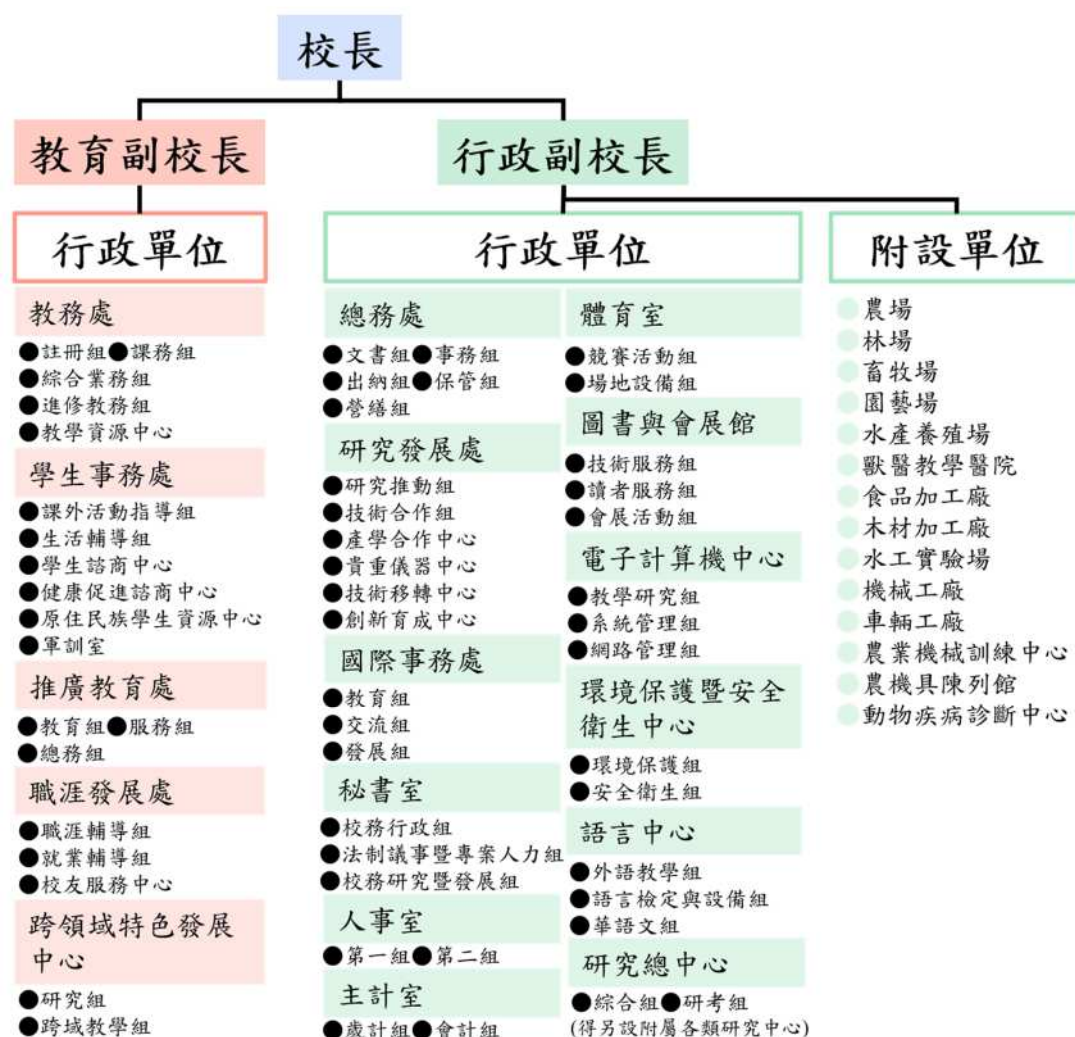 校長
教育副校長
行政單位
教務處
●註冊組●課務組
●綜合業務組
●進修教務組
●教學資源中心
學生事務處
●課外活動指導組
●生活輔導組
●學生諮商中心
●健康促進諮商中心
●原住民族學生資源中心
●軍訓室
推廣教育處
●教育組●服務組
●總務組
職涯發展處
●職涯輔導組
●就業輔導組
●校友服務中心
跨領域特色發展
中心
●研究組
●跨域教學組
行政副校長
行政單位
總務處
●文書組●事務組
●出納組●保管組
●營繕組
研究發展處
●研究推動組
●技術合作組
●產學合作中心
●貴重儀器中心
●技術移轉中心
●創新育成中心
國際事務處
●教育組
●交流組
●發展組
秘書室
●校務行政組
●法制議事暨專案人力組
●校務研究暨發展組
人事室
●第一組●第二組
主計室
●歲計組●會計組
體育室
●競賽活動組
●場地設備組
圖書與會展館
●技術服務組
●讀者服務組
●會展活動組
電子計算機中心
●教學研究組
●系統管理組
●網路管理組
環境保護暨安全
衛生中心
●環境保護組
●安全衛生組
語言中心
●外語教學組
●語言檢定與設備組
●華語文組
研究總中心
●綜合組●研考組
(得另設附屬各類研究中心)
附設單位
農場
林場
畜牧場
園藝場
水產養殖場
獸醫教學醫院
食品加工廠
木材加工廠
水工實驗場
機械工廠
車輛工廠
農業機械訓練中心
農機具陳列館
動物疾病診斷中心